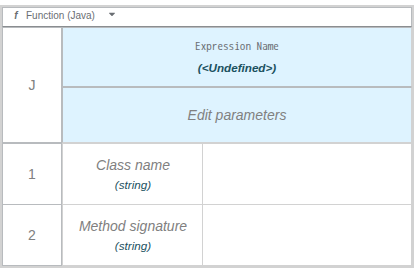 f Function (Java)
Expression Name
(<Undefined>)
J
Edit parameters
1
Class name
(string)
2
Method signature
(string)